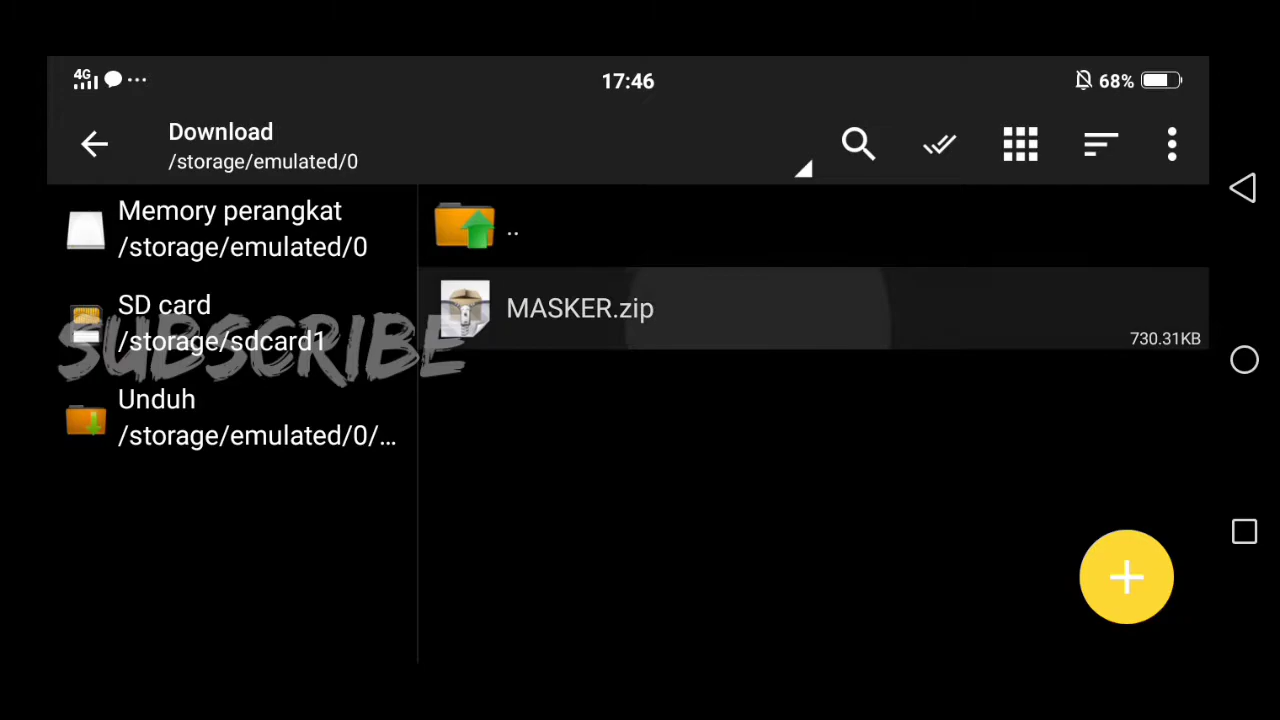 4G
17:46
68%
Download
/storage/emulated/0
Memory perangkat
/storage/emulated/0
SD card
/storage/sdcard1
SUBSCRIBE
Unduh
/storage/emulated/0/...
..
MASKER.zip
730.31KB